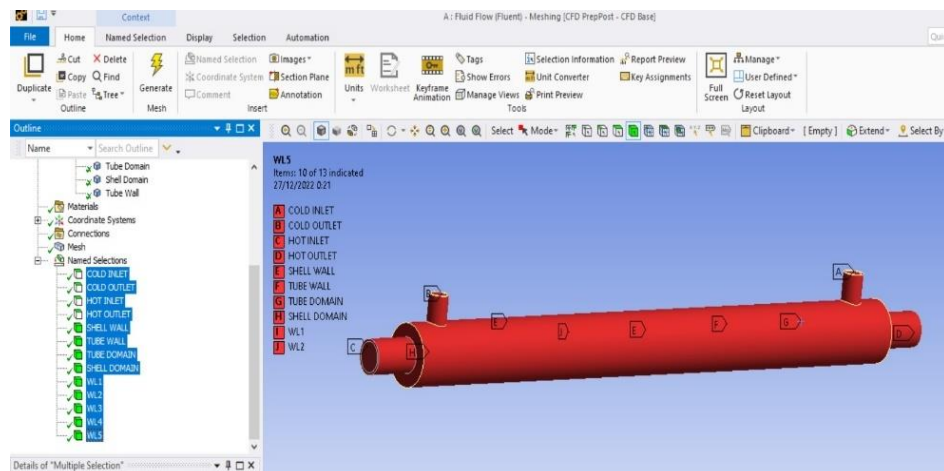 Context
A : Fluid Flow (Fluent) - Meshing [CFD PrepPost - CFD Base]
File Home Named Selection Display Selection Automation
Duplicate
Cut
Copy
Paste
X Delete
Find
Tree
Outline
Generate
Mesh
Named Selection
Coordinate System
Comment
Images
Section Plane
Annotation
Insert
Units
Worksheet
Keyframe Animation
Tags
Show Errors
Manage Views
Selection Information
Unit Converter
Print Preview
Report Preview
Key Assignments
Tools
Full Screen
Manage
User Defined
Reset Layout
Layout
Outline
Name Search Outline
Select Mode Clipboard [Empty] Extend Select By
Tube Domain
Shell Domain
Tube Wall
Materials
Coordinate Systems
Connections
Mesh
Named Selections
COLD INLET
COLD OUTLET
HOT INLET
HOT OUTLET
SHELL WALL
TUBE WALL
TUBE DOMAIN
SHELL DOMAIN
WL1
WL2
WL3
WL4
WL5
Details of "Multiple Selection"
WL5
Items: 10 of 13 indicated
27/12/2022 0:21
A COLD INLET
B COLD OUTLET
C HOT INLET
D HOT OUTLET
E SHELL WALL
F TUBE WALL
G TUBE DOMAIN
H SHELL DOMAIN
I WL1
J WL2
A
B
E
E
F
G
D
C
H